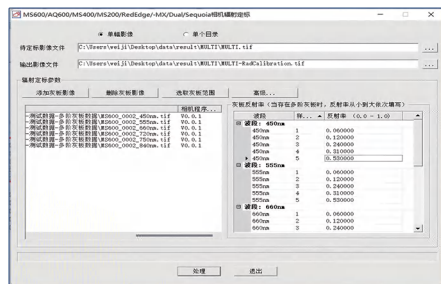 MS600/AQ600/MS400/MS200/RedEdge/-MX/Dual/Sequoia相机辐射定标
单幅影像 单个目录
待定标影像文件 C:\Users\weiji\Desktop\data\result\MULTI\MULTI.tif ...
输出影像文件 C:\Users\weiji\Desktop\data\result\MULTI\MULTI-RadCalibration.tif ...
辐射定标参数
添加灰板影像 删除灰板影像 选取灰板范围 高级...
灰板反射率（当存在多阶灰板时，反射率从小到大依次填写）
相机程序...
-测试数据-多阶灰板数据\MS600_0002_450nm.tif V0.0.1
-测试数据-多阶灰板数据\MS600_0002_555nm.tif V0.0.1
-测试数据-多阶灰板数据\MS600_0002_660nm.tif V0.0.1
-测试数据-多阶灰板数据\MS600_0002_720nm.tif V0.0.1
-测试数据-多阶灰板数据\MS600_0002_750nm.tif V0.0.1
-测试数据-多阶灰板数据\MS600_0002_840nm.tif V0.0.1
波段 样... 反射率 (0.0 - 1.0)
波段: 450nm
450nm 1 0.060000
450nm 2 0.120000
450nm 3 0.240000
450nm 4 0.310000
450nm 5 0.530000
波段: 555nm
555nm 1 0.060000
555nm 2 0.120000
555nm 3 0.240000
555nm 4 0.310000
555nm 5 0.530000
波段: 660nm
660nm 1 0.060000
660nm 2 0.120000
660nm 3 0.240000
处理 退出